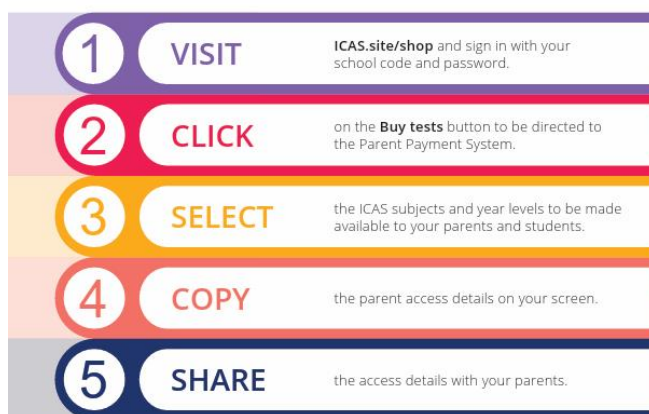 1
VISIT
ICAS.site/shop and sign in with your
school code and password.
2
CLICK
on the Buy tests button to be directed to
the Parent Payment System.
3
SELECT
the ICAS subjects and year levels to be made
available to your parents and students.
4
COPY
the parent access details on your screen.
5
SHARE
the access details with your parents.